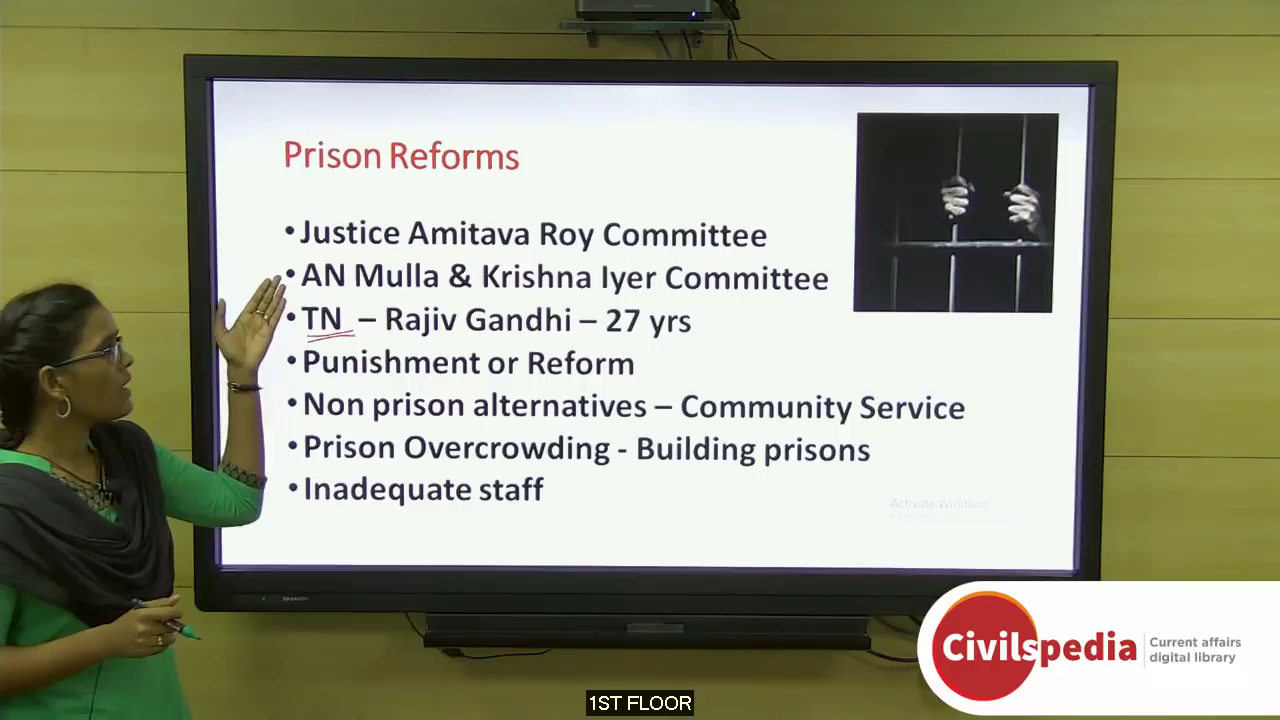 Prison Reforms
•Justice Amitava Roy Committee
•AN Mulla & Krishna Iyer Committee
•TN – Rajiv Gandhi – 27 yrs
•Punishment or Reform
•Non prison alternatives – Community Service
•Prison Overcrowding - Building prisons
•Inadequate staff
Activate Windows
SHARP
Civilspedia
Current affairs
digital library
1ST FLOOR